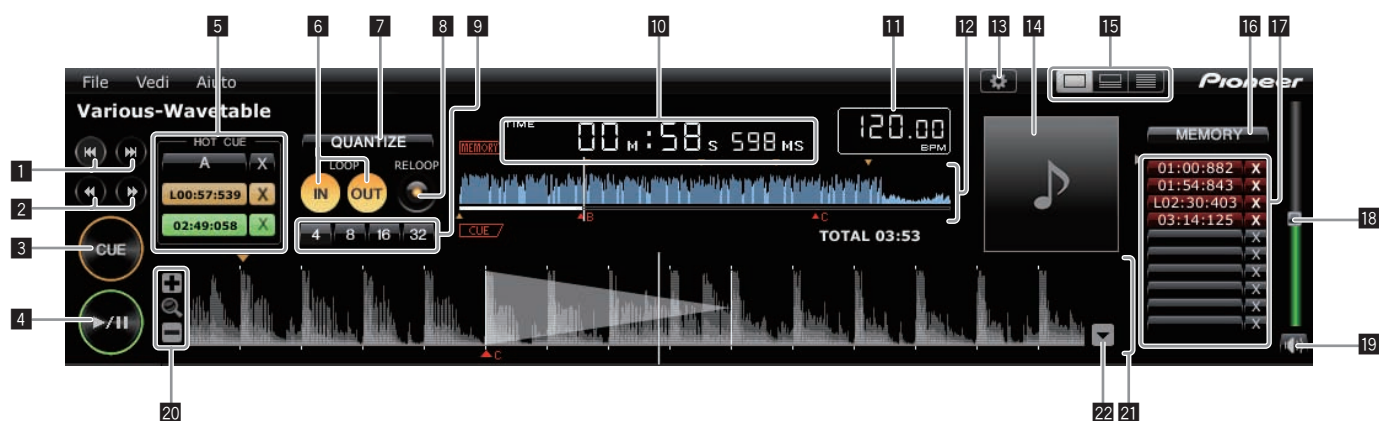 5 6 7 8 9 10 11 12 13 14 15 16 17
File Vedi Aiuto
Pioneer
Various-Wavetable
HOT CUE
A X
L00:57:539 X
02:49:058 X
QUANTIZE
LOOP RELOOP
IN OUT
4 8 16 32
TIME 00 M :58 S 598 MS
MEMORY
120.00
BPM
B C
CUE
TOTAL 03:53
MEMORY
01:00:882 X
01:54:843 X
L02:30:403 X
03:14:125 X
X
X
X
X
X
X
1
2
3 CUE
4
18
19
C
20 22 21